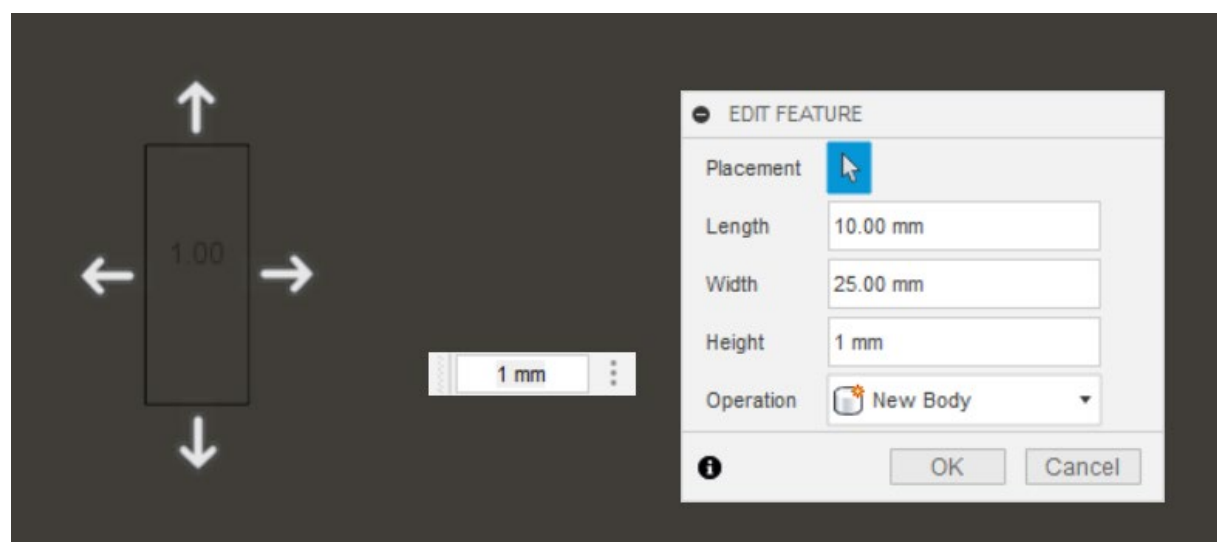 1.00
1 mm
EDIT FEATURE
Placement
Length 10.00 mm
Width 25.00 mm
Height 1 mm
Operation New Body
OK Cancel